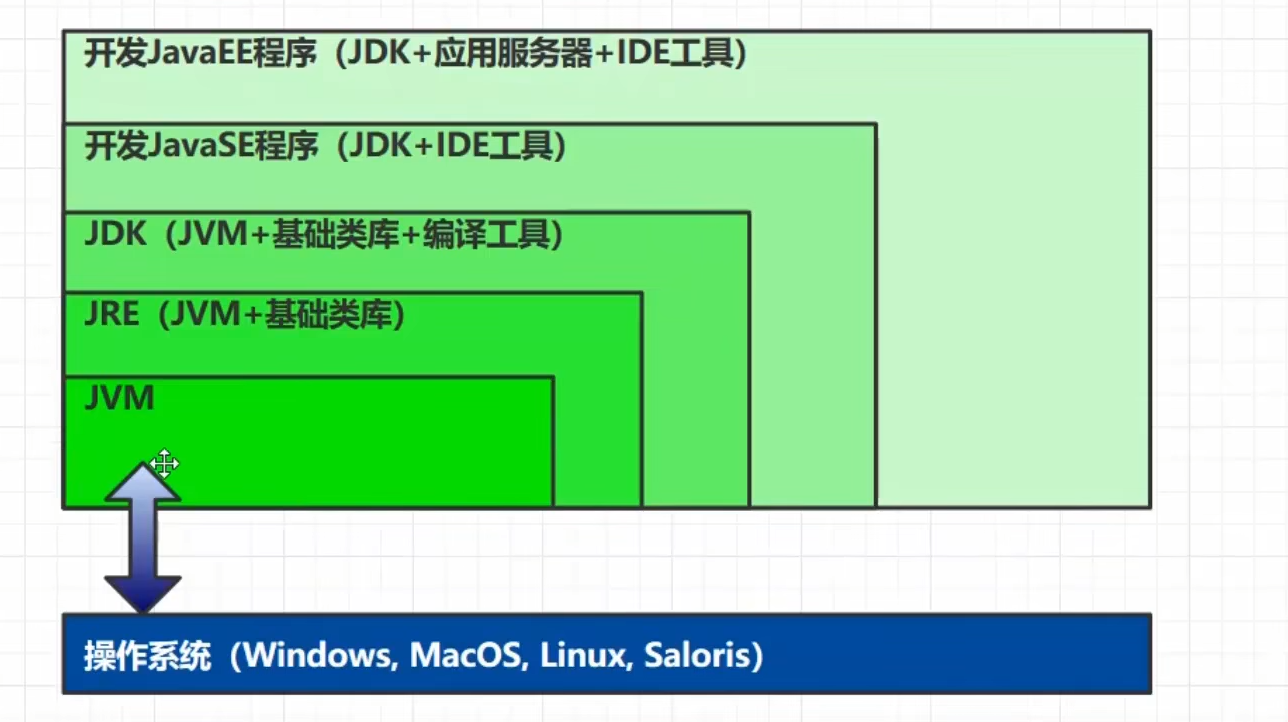 开发JavaEE程序（JDK+应用服务器+IDE工具）
开发JavaSE程序（JDK+IDE工具）
JDK（JVM+基础类库+编译工具）
JRE（JVM+基础类库）
JVM
操作系统（Windows, MacOS, Linux, Saloris）